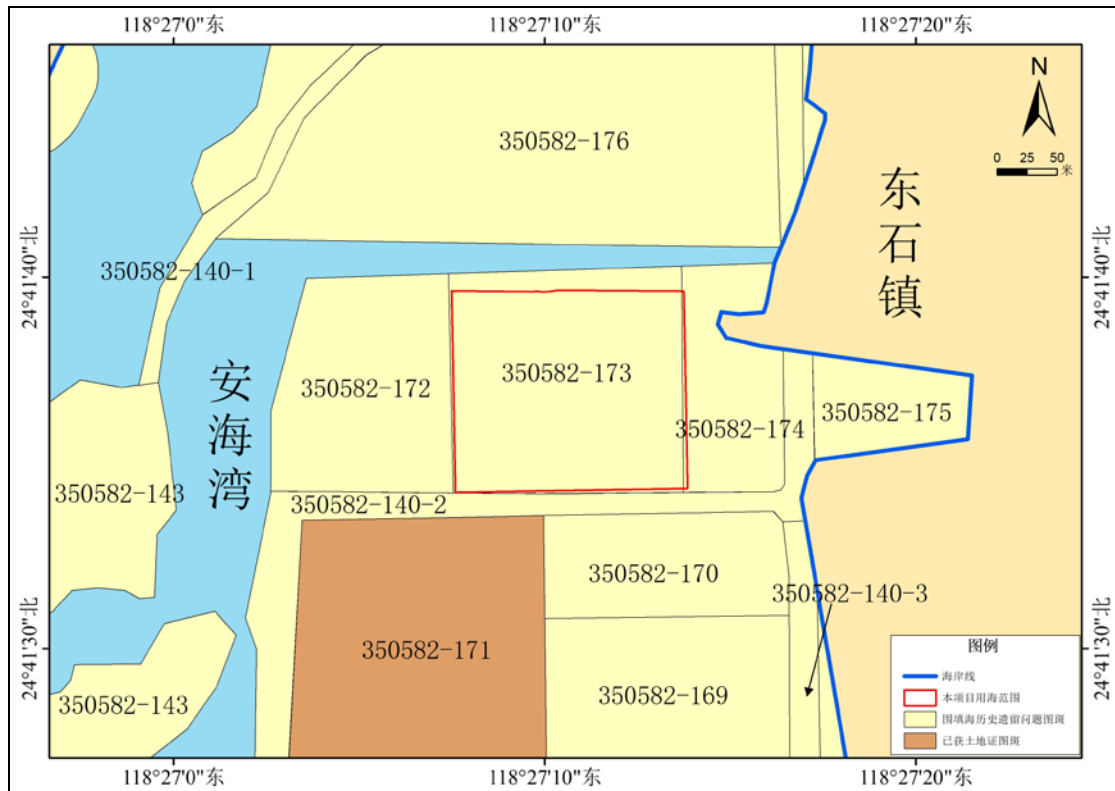 118°27'0"东
118°27'10"东
118°27'20"东
N
0 25 50
米
350582-176
东石镇
24°41'40"北
24°41'40"北
350582-140-1
350582-173
350582-172
安海湾
350582-175
350582-174
350582-143
350582-140-2
350582-170
350582-140-3
24°41'30"北
24°41'30"北
350582-171
350582-169
350582-143
图例
海岸线
本项目用海范围
围填海历史遗留问题图斑
已获土地证图斑
118°27'0"东
118°27'10"东
118°27'20"东